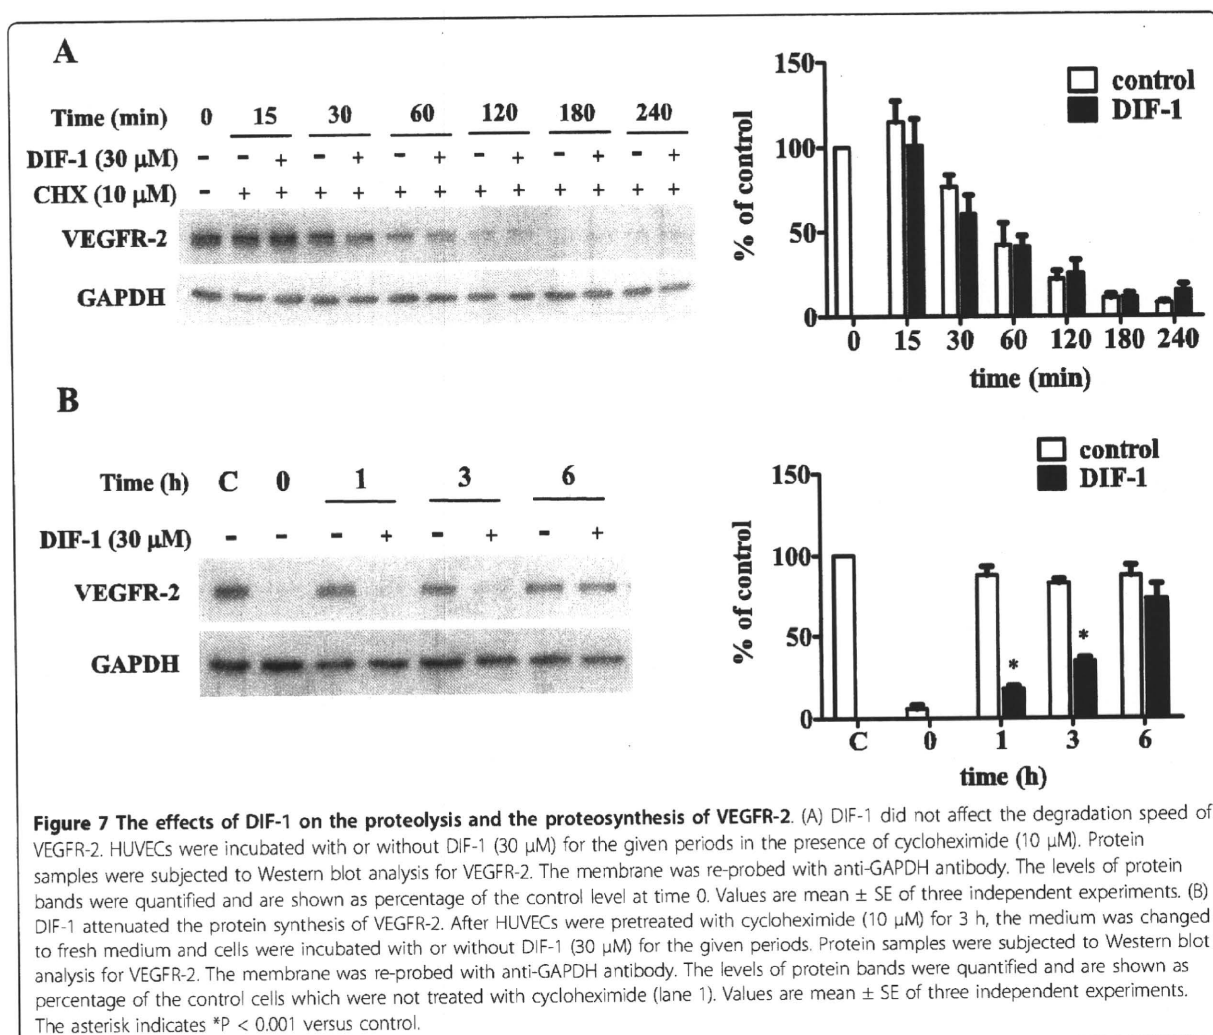 A
Time (min) 0 15 30 60 120 180 240
DIF-1 (30 µM) - - + - + - + - + - + - +
CHX (10 µM) - + + + + + + + + + + + +
VEGFR-2
GAPDH
150
100
50
0
% of control
control
DIF-1
0 15 30 60 120 180 240
time (min)
B
Time (h) C 0 1 3 6
DIF-1 (30 µM) - - - + - + - +
VEGFR-2
GAPDH
150
100
50
0
% of control
control
DIF-1
* *
C 0 1 3 6
time (h)
Figure 7 The effects of DIF-1 on the proteolysis and the proteosynthesis of VEGFR-2. (A) DIF-1 did not affect the degradation speed of
VEGFR-2. HUVECs were incubated with or without DIF-1 (30 µM) for the given periods in the presence of cycloheximide (10 µM). Protein
samples were subjected to Western blot analysis for VEGFR-2. The membrane was re-probed with anti-GAPDH antibody. The levels of protein
bands were quantified and are shown as percentage of the control level at time 0. Values are mean ± SE of three independent experiments. (B)
DIF-1 attenuated the protein synthesis of VEGFR-2. After HUVECs were pretreated with cycloheximide (10 µM) for 3 h, the medium was changed
to fresh medium and cells were incubated with or without DIF-1 (30 µM) for the given periods. Protein samples were subjected to Western blot
analysis for VEGFR-2. The membrane was re-probed with anti-GAPDH antibody. The levels of protein bands were quantified and are shown as
percentage of the control cells which were not treated with cycloheximide (lane 1). Values are mean ± SE of three independent experiments.
The asterisk indicates *P < 0.001 versus control.